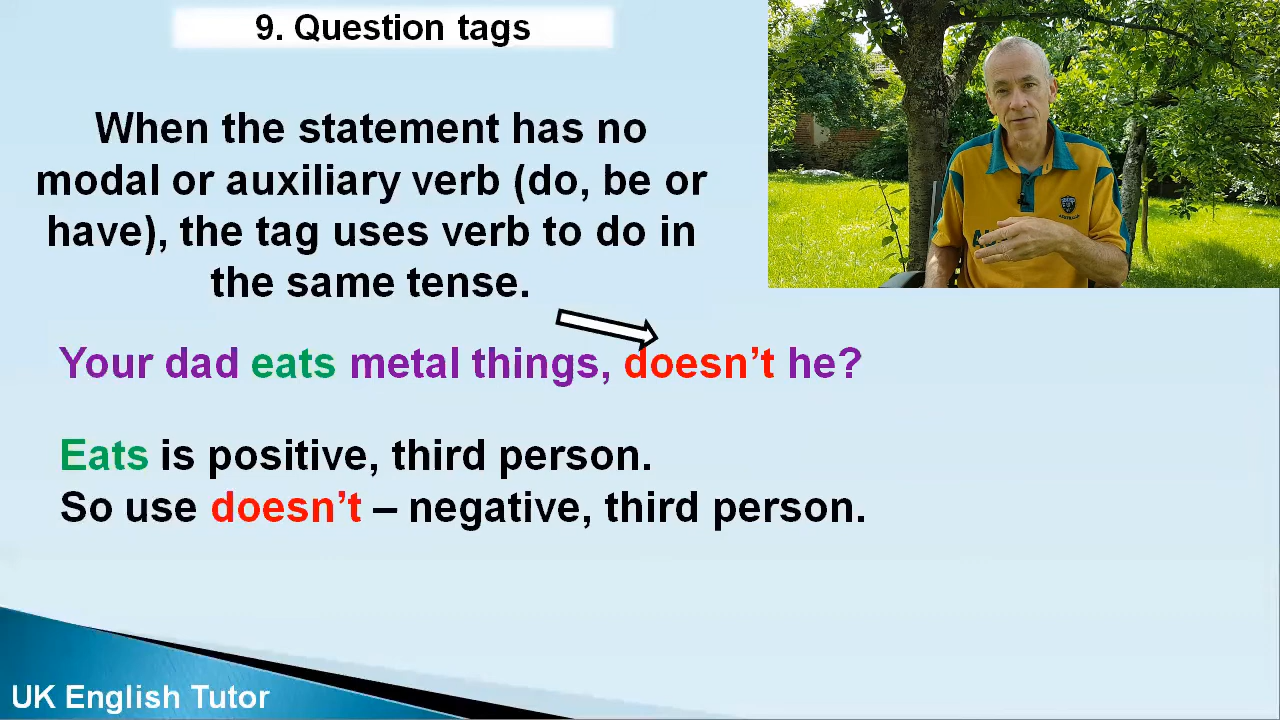 9. Question tags
When the statement has no
modal or auxiliary verb (do, be or
have), the tag uses verb to do in
the same tense.
Your dad eats metal things, doesn't he?
Eats is positive, third person.
So use doesn't – negative, third person.
UK English Tutor